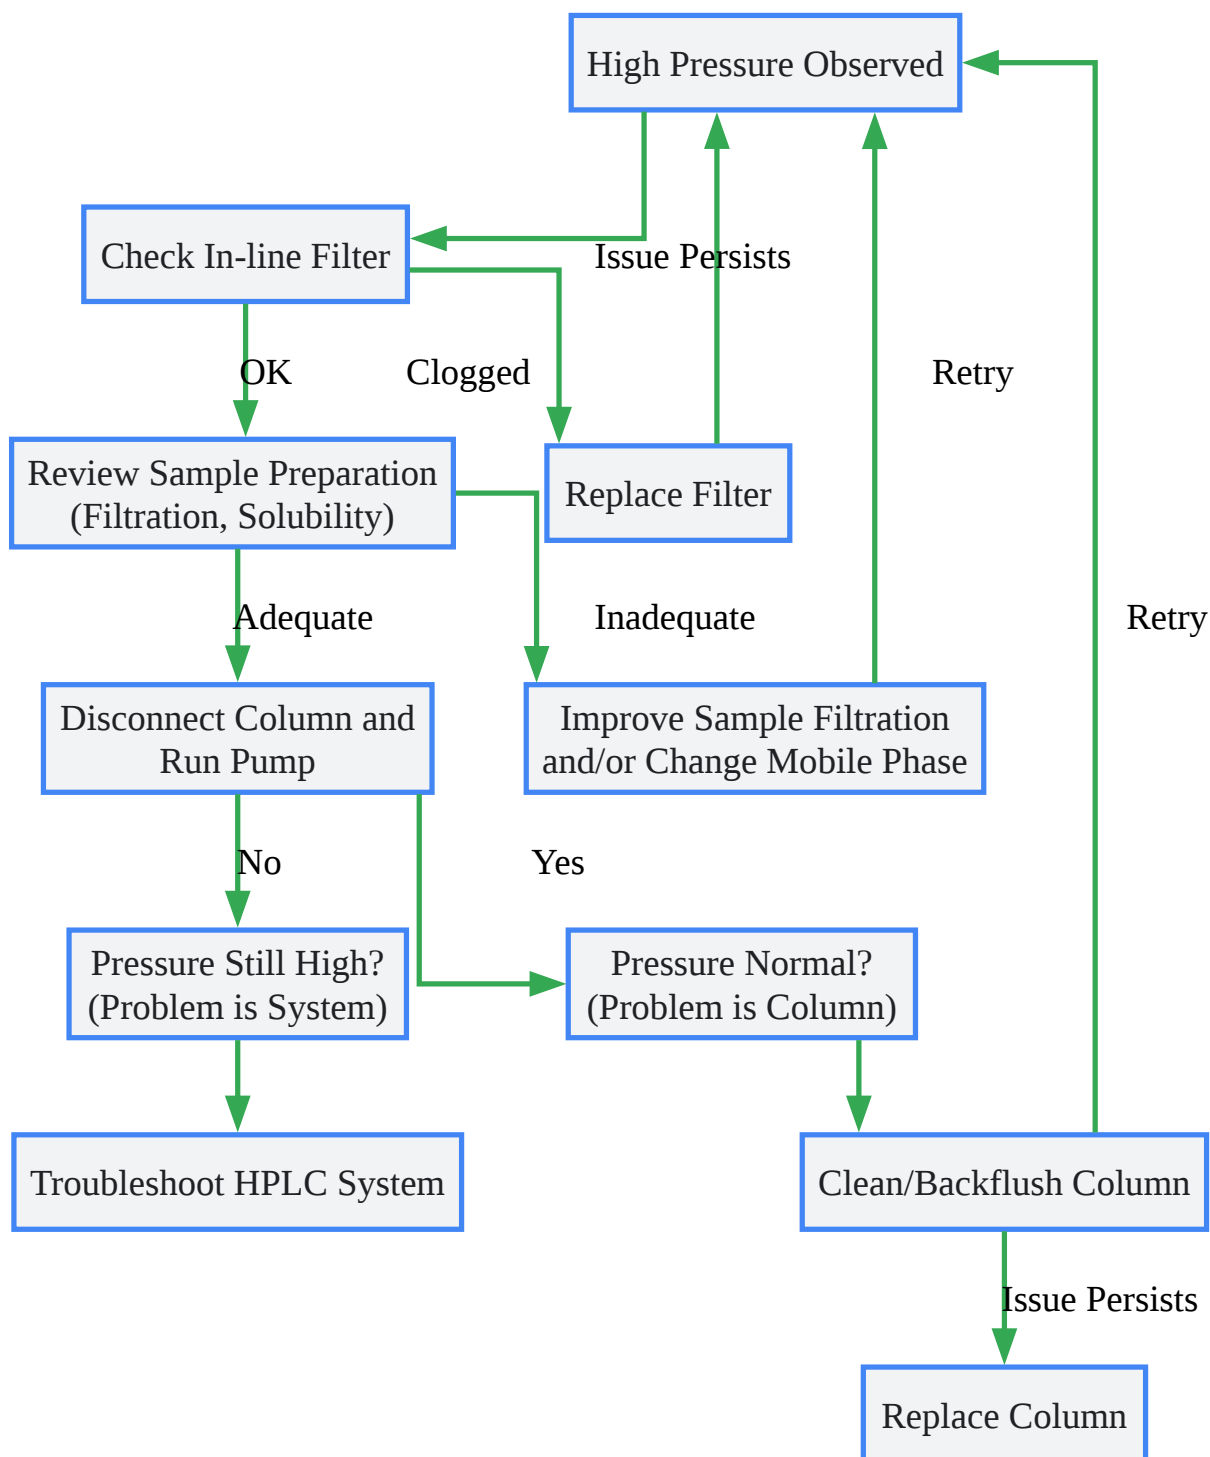 High Pressure Observed
Check In-line Filter
Issue Persists
OK
Clogged
Retry
Review Sample Preparation
(Filtration, Solubility)
Replace Filter
Adequate
Inadequate
Retry
Disconnect Column and
Run Pump
Improve Sample Filtration
and/or Change Mobile Phase
No
Yes
Pressure Still High?
(Problem is System)
Pressure Normal?
(Problem is Column)
Troubleshoot HPLC System
Clean/Backflush Column
Issue Persists
Replace Column